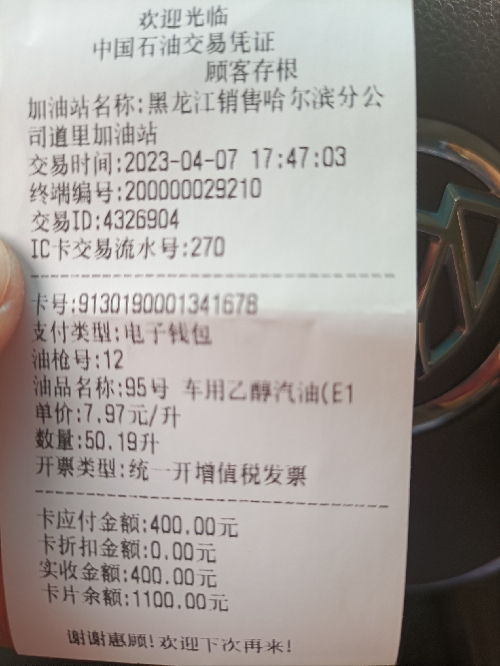 欢迎光临
中国石油交易凭证
顾客存根
加油站名称:黑龙江销售哈尔滨分公
司道里加油站
交易时间:2023-04-07 17:47:03
终端编号:200000029210
交易ID:4326904
IC卡交易流水号:270
卡号:9130190001341678
支付类型:电子钱包
油枪号:12
油品名称:95号 车用乙醇汽油(E1
单价:7.97元/升
数量:50.19升
开票类型:统一开增值税发票
卡应付金额:400.00元
卡折扣金额:0.00元
实收金额:400.00元
卡片余额:1100.00元
谢谢惠顾!欢迎下次再来!